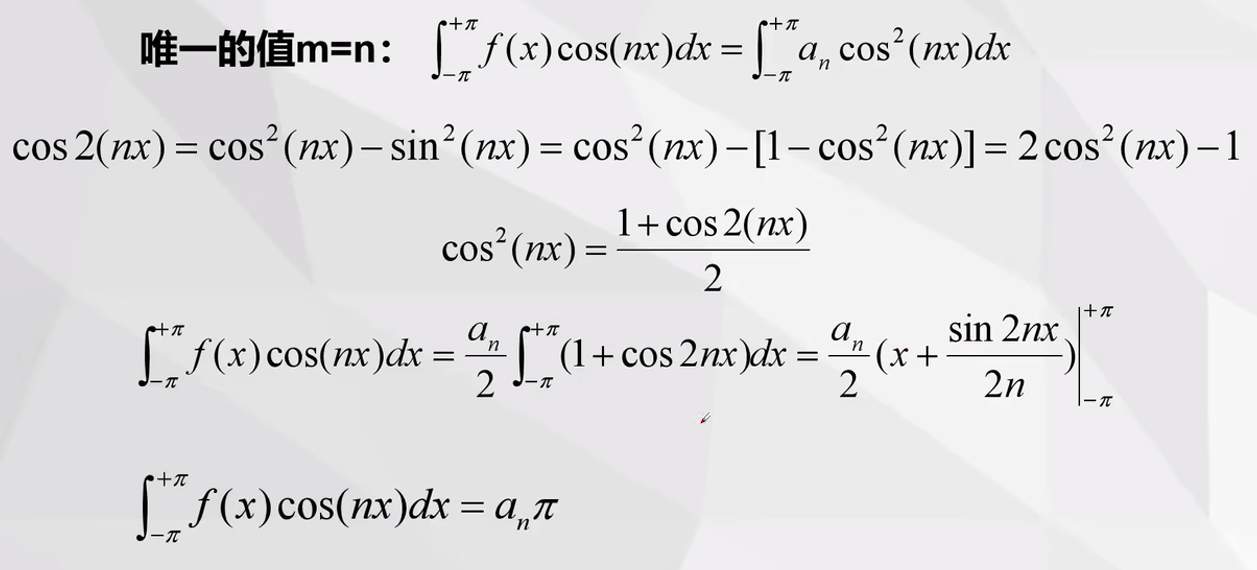 唯一的值m=n： ∫_{-π}^{+π} f(x)cos(nx)dx = ∫_{-π}^{+π} a_n cos²(nx)dx
cos 2(nx) = cos²(nx) − sin²(nx) = cos²(nx) − [1 − cos²(nx)] = 2cos²(nx) − 1
cos²(nx) = (1 + cos 2(nx))/2
∫_{-π}^{+π} f(x)cos(nx)dx = a_n/2 ∫_{-π}^{+π} (1 + cos 2nx)dx = a_n/2 (x + sin 2nx/2n)|_{-π}^{+π}
∫_{-π}^{+π} f(x)cos(nx)dx = a_nπ